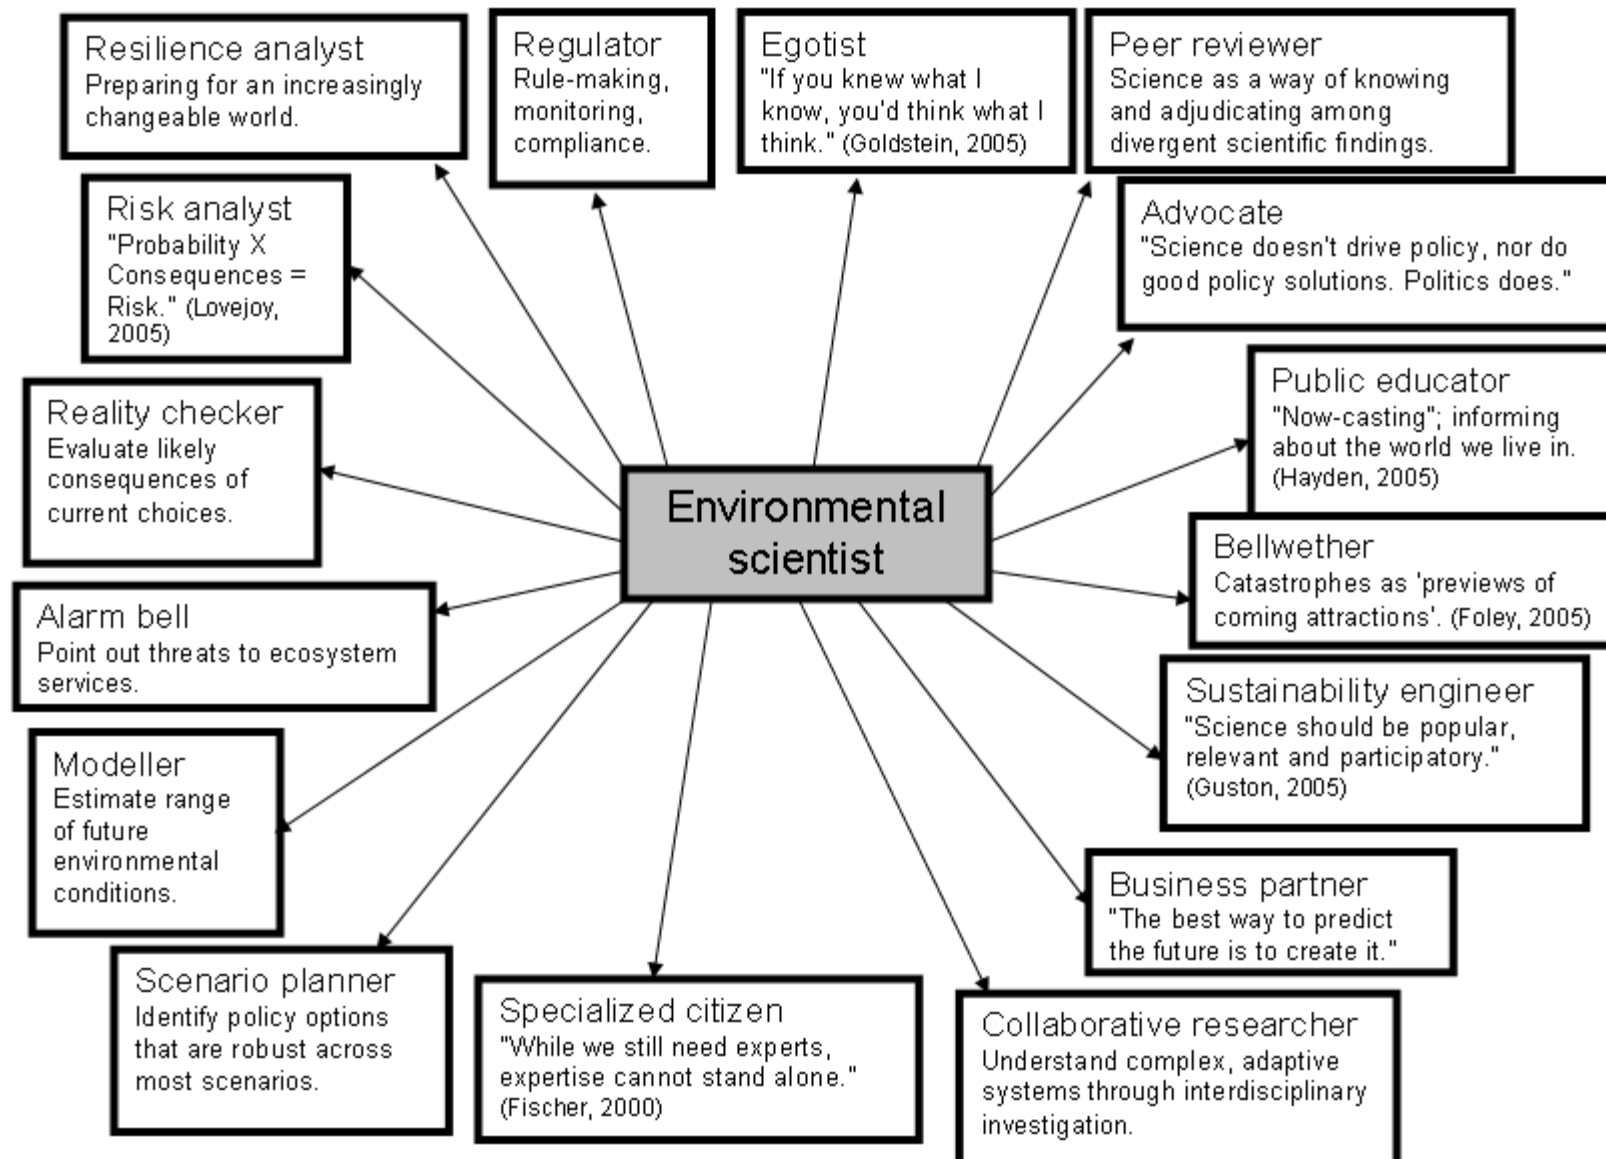 Resilience analyst
Preparing for an increasingly
changeable world.
Regulator
Rule-making,
monitoring,
compliance.
Egotist
"If you knew what I
know, you'd think what I
think." (Goldstein, 2005)
Peer reviewer
Science as a way of knowing
and adjudicating among
divergent scientific findings.
Risk analyst
"Probability X
Consequences =
Risk." (Lovejoy,
2005)
Advocate
"Science doesn't drive policy, nor do
good policy solutions. Politics does."
Reality checker
Evaluate likely
consequences of
current choices.
Public educator
"Now-casting"; informing
about the world we live in.
(Hayden, 2005)
Environmental
scientist
Bellwether
Catastrophes as 'previews of
coming attractions'. (Foley, 2005)
Alarm bell
Point out threats to ecosystem
services.
Sustainability engineer
"Science should be popular,
relevant and participatory."
(Guston, 2005)
Modeller
Estimate range
of future
environmental
conditions.
Business partner
"The best way to predict
the future is to create it."
Scenario planner
Identify policy options
that are robust across
most scenarios.
Specialized citizen
"While we still need experts,
expertise cannot stand alone."
(Fischer, 2000)
Collaborative researcher
Understand complex, adaptive
systems through interdisciplinary
investigation.